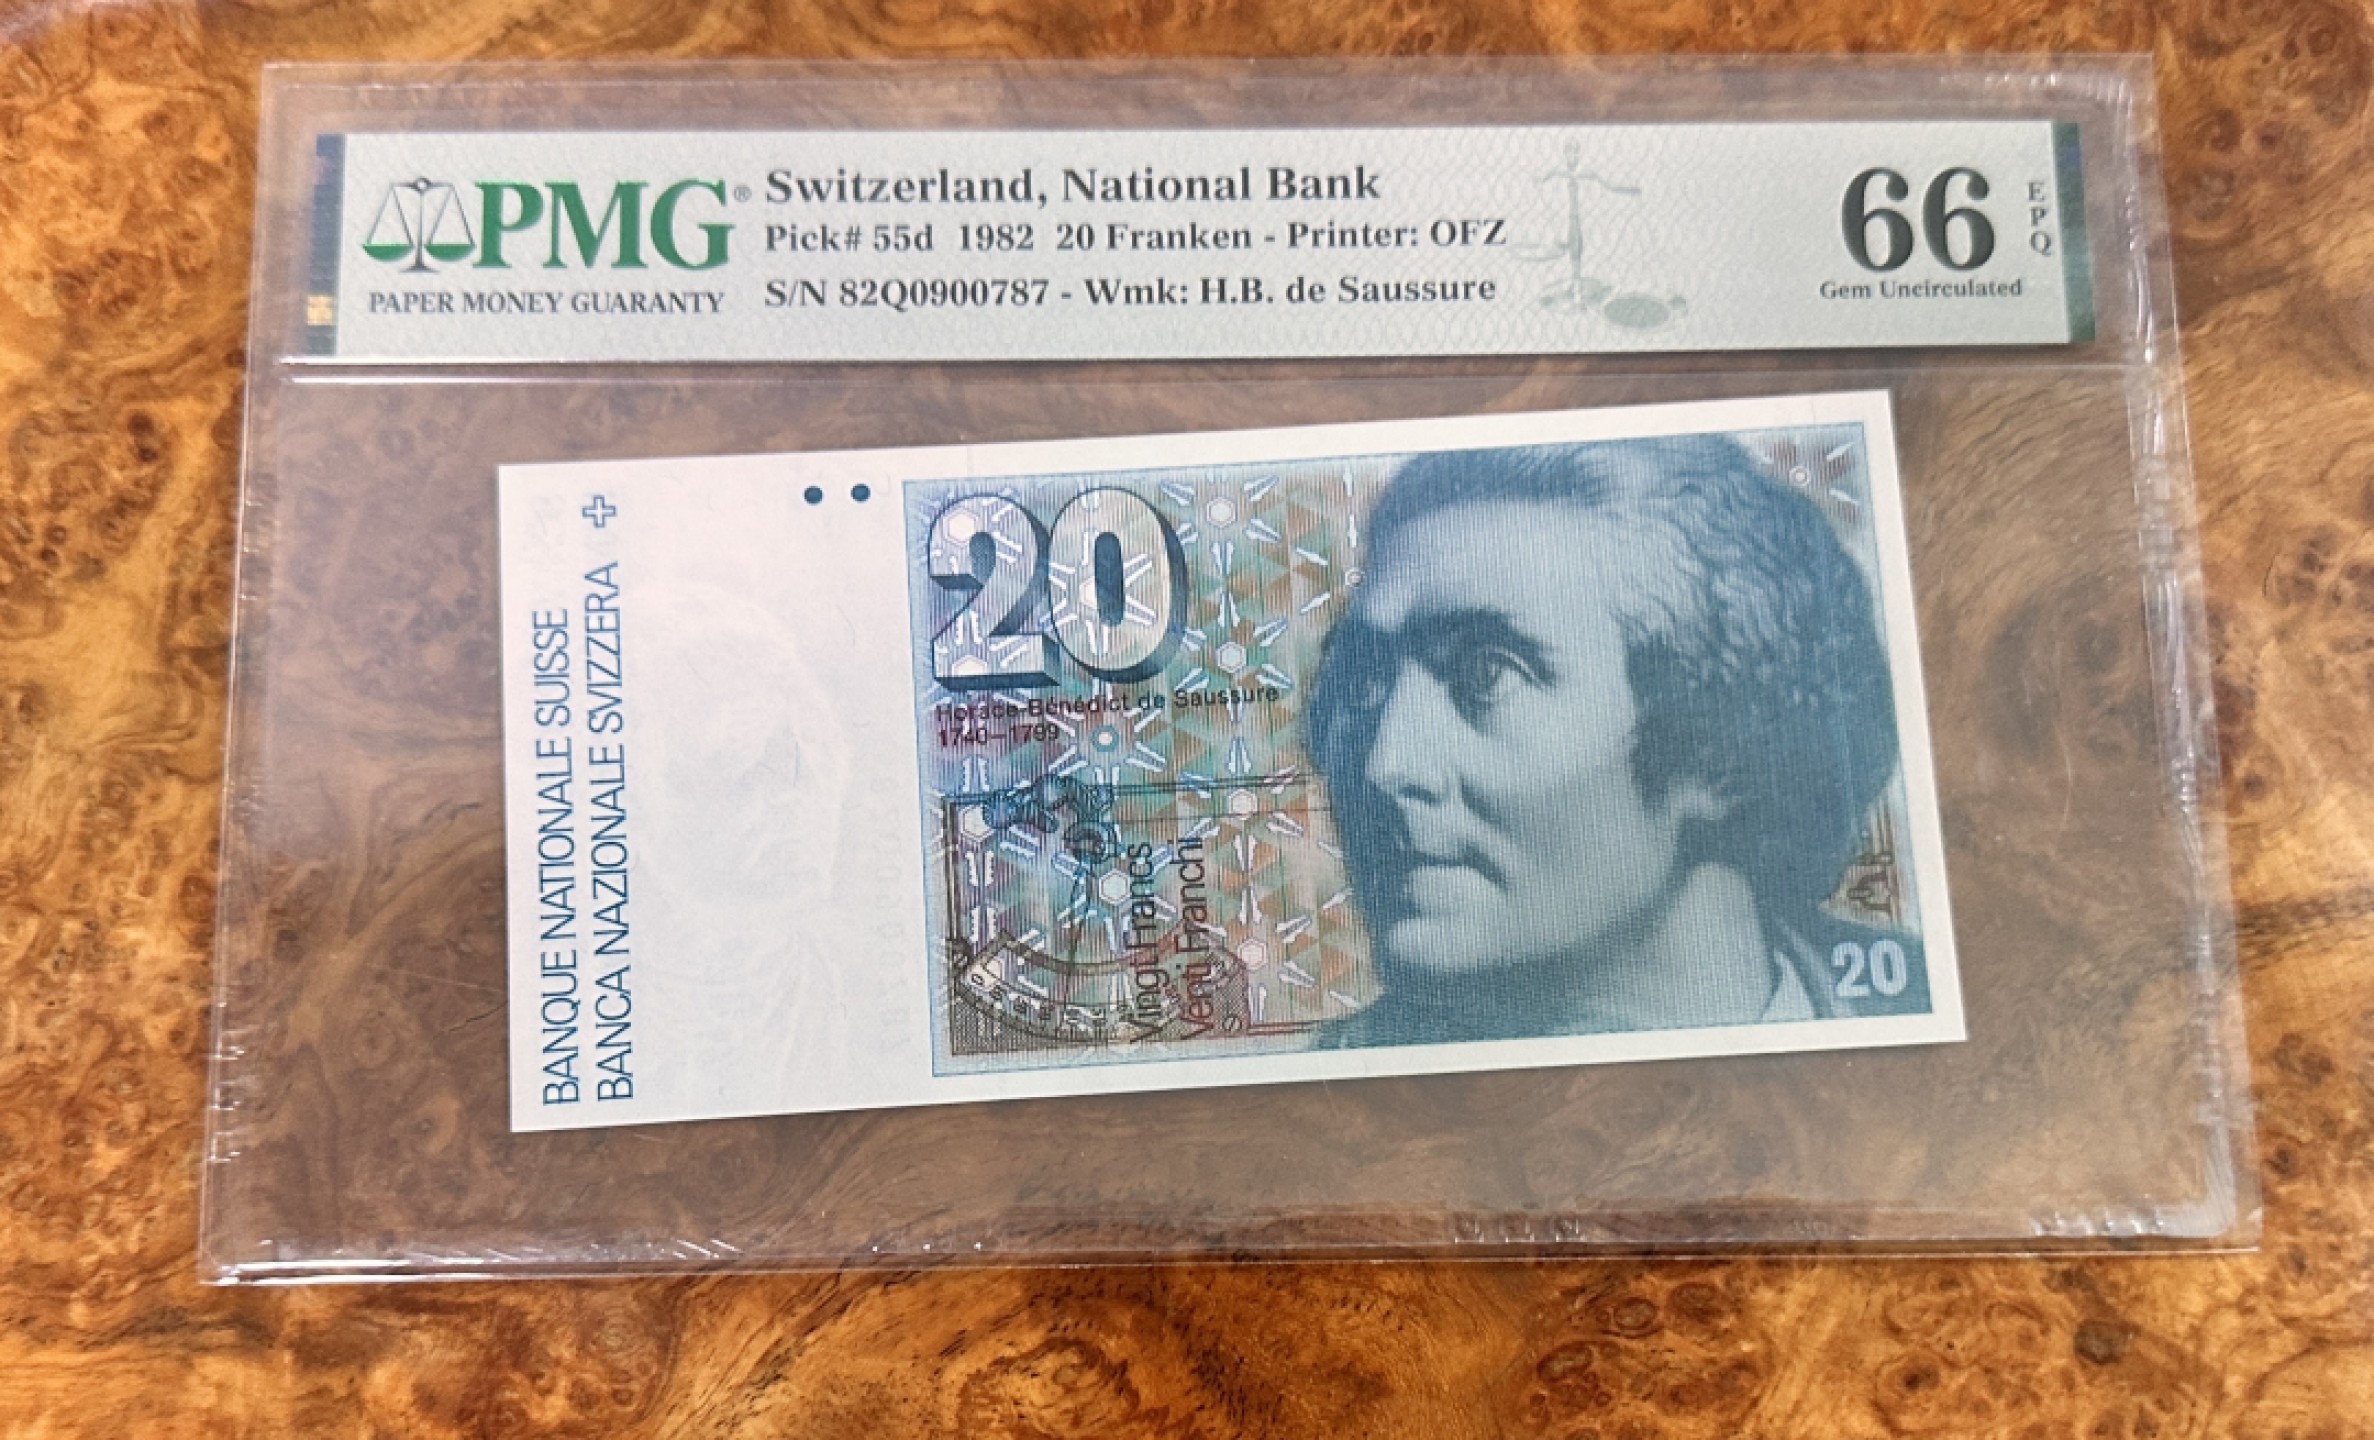 PMG®
PAPER MONEY GUARANTY
Switzerland, National Bank
Pick# 55d 1982 20 Franken - Printer: OFZ
S/N 82Q0900787 - Wmk: H.B. de Saussure
66
EPQ
Gem Uncirculated
BANQUE NATIONALE SUISSE
BANCA NAZIONALE SVIZZERA
20
Horace-Bénédict de Saussure
1740–1799
Vingt Francs
Venti Franchi
20